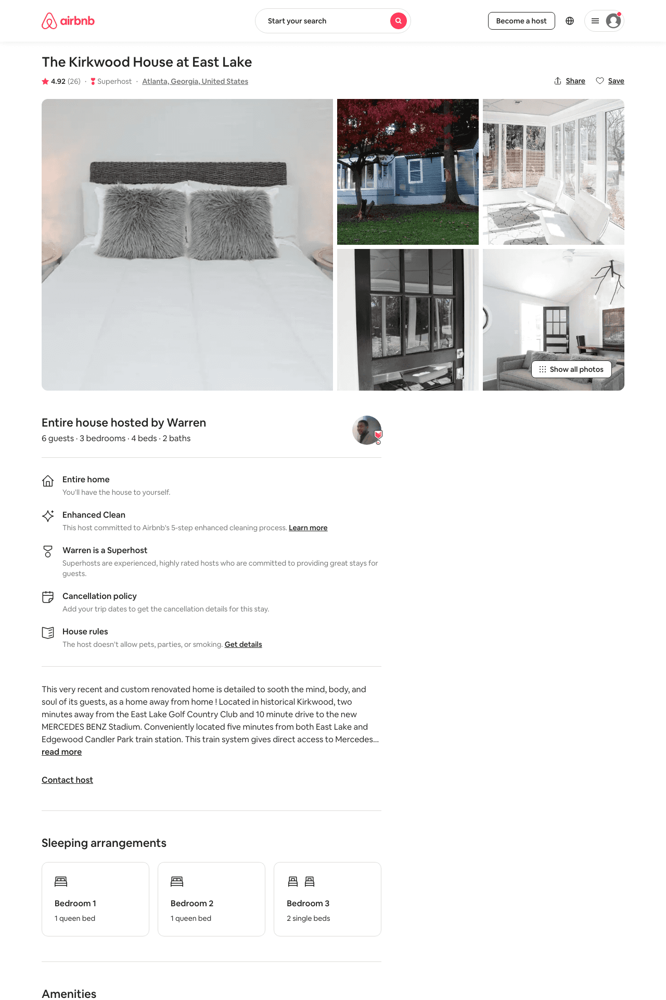 airbnb
Start your search
Become a host
The Kirkwood House at East Lake
4.92 (26) · Superhost · Atlanta, Georgia, United States
Share
Save
Show all photos
Entire house hosted by Warren
6 guests · 3 bedrooms · 4 beds · 2 baths
Entire home
You'll have the house to yourself.
Enhanced Clean
This host committed to Airbnb's 5-step enhanced cleaning process. Learn more
Warren is a Superhost
Superhosts are experienced, highly rated hosts who are committed to providing great stays for
guests.
Cancellation policy
Add your trip dates to get the cancellation details for this stay.
House rules
The host doesn't allow pets, parties, or smoking. Get details
This very recent and custom renovated home is detailed to sooth the mind, body, and
soul of its guests, as a home away from home ! Located in historical Kirkwood, two
minutes away from the East Lake Golf Country Club and 10 minute drive to the new
MERCEDES BENZ Stadium. Conveniently located five minutes from both East Lake and
Edgewood Candler Park train station. This train system gives direct access to Mercedes...
read more
Contact host
Sleeping arrangements
Bedroom 1
1 queen bed
Bedroom 2
1 queen bed
Bedroom 3
2 single beds
Amenities